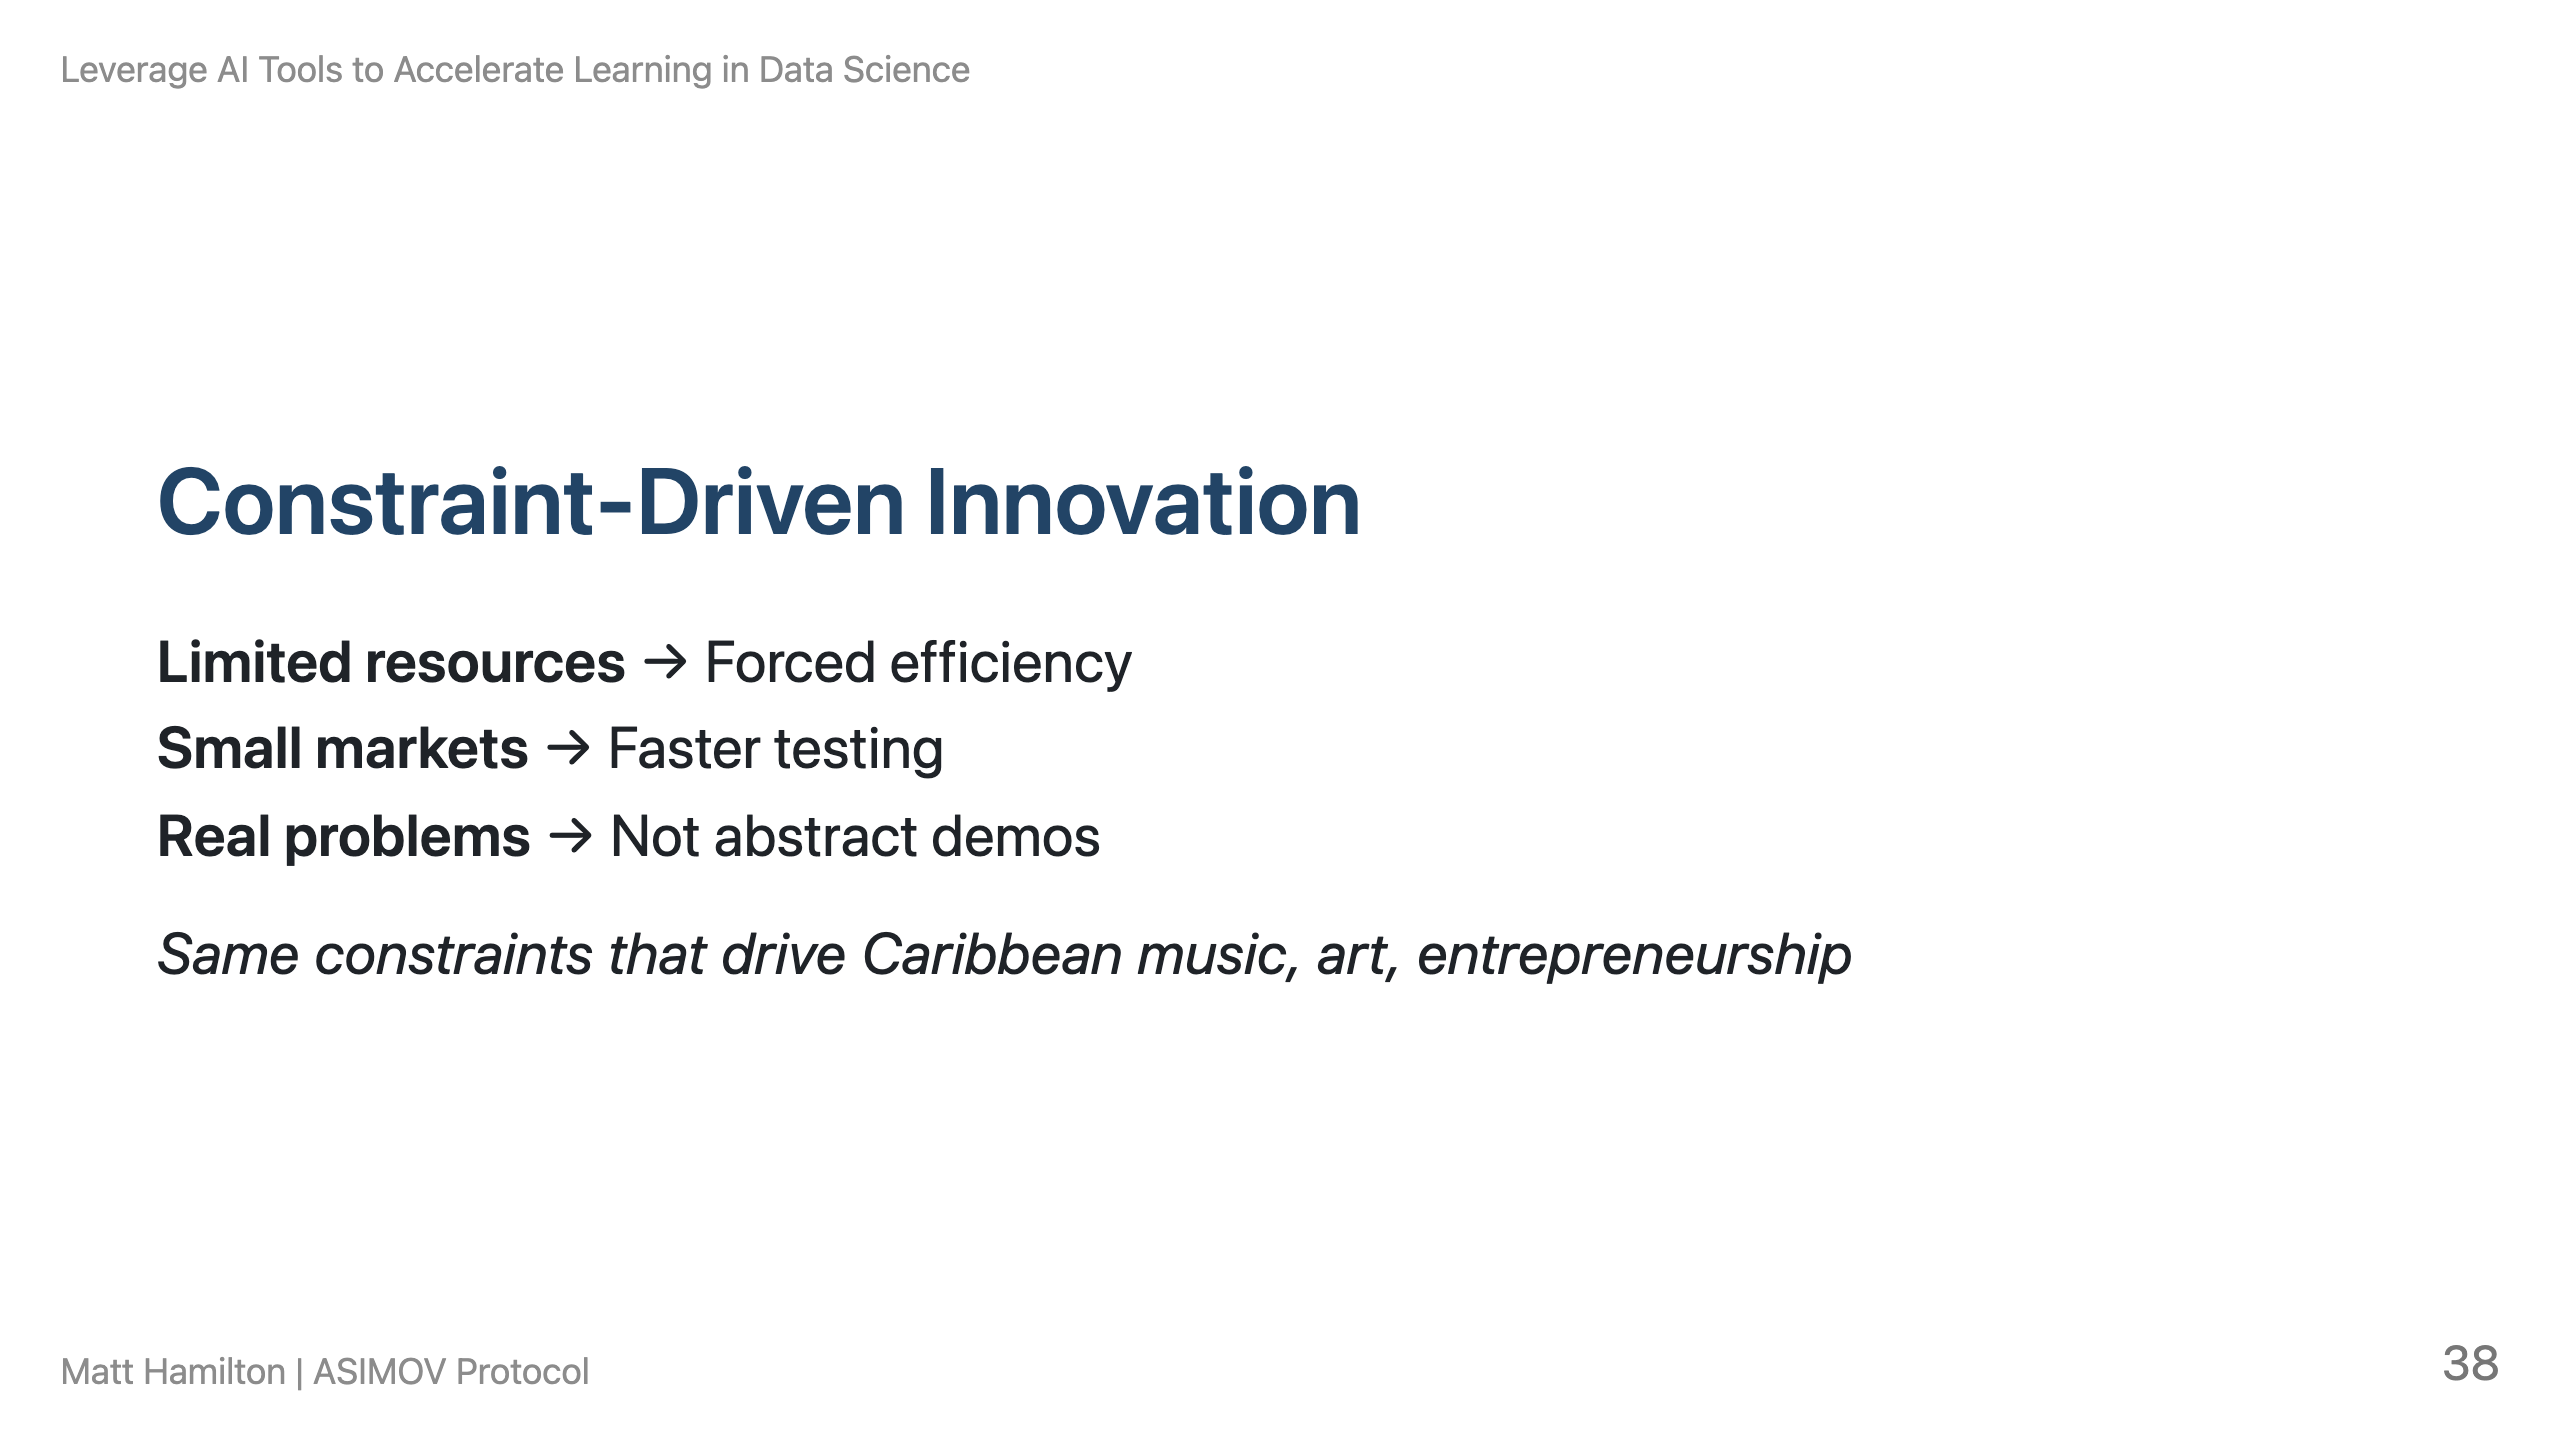 Leverage AI Tools to Accelerate Learning in Data Science
Constraint-Driven Innovation
Limited resources → Forced efficiency
Small markets → Faster testing
Real problems → Not abstract demos
Same constraints that drive Caribbean music, art, entrepreneurship
Matt Hamilton | ASIMOV Protocol
38